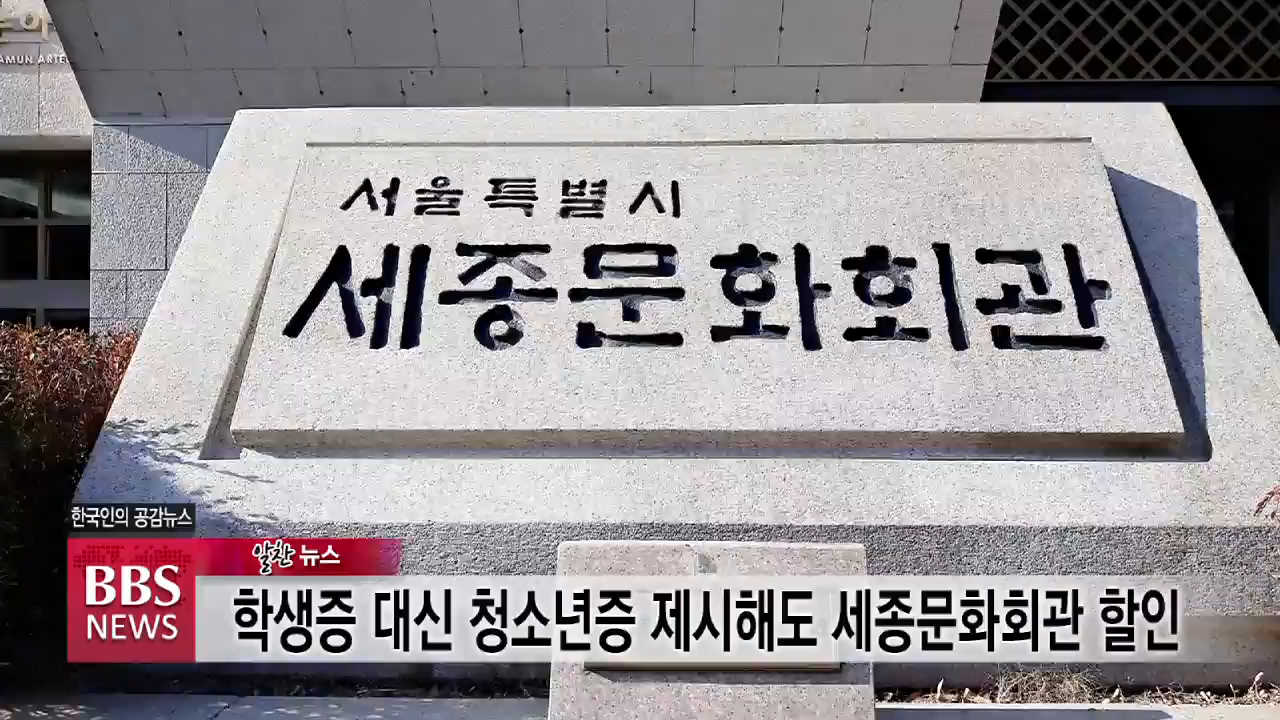 서울특별시
세종문화회관
한국인의 공감뉴스
알찬 뉴스
BBS
NEWS
학생증 대신 청소년증 제시해도 세종문화회관 할인